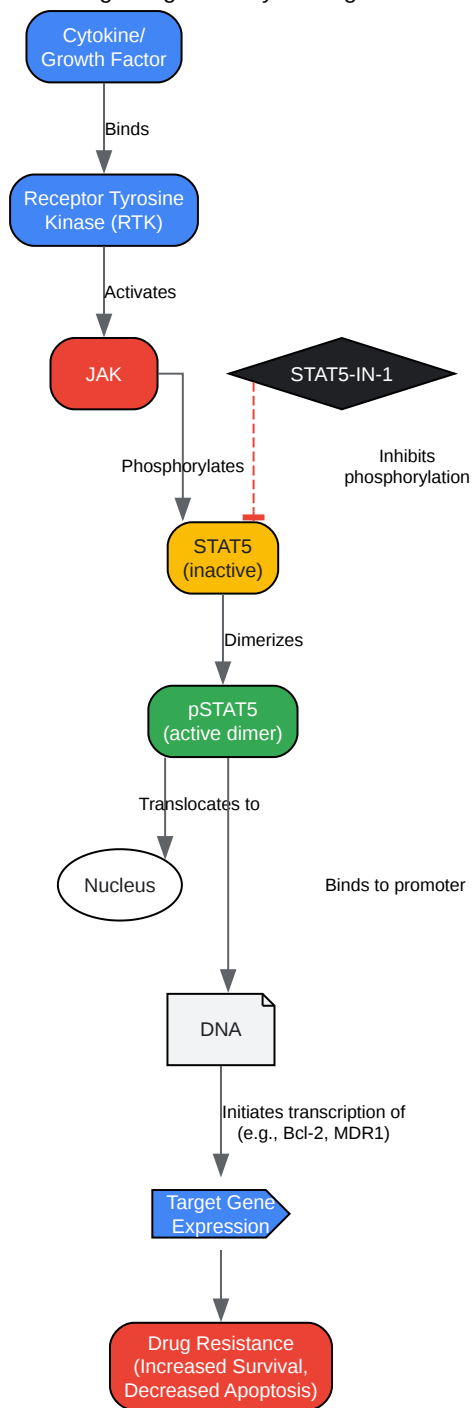 Cytokine/
Growth Factor
Binds
Receptor Tyrosine
Kinase (RTK)
Activates
JAK
STAT5-IN-1
Phosphorylates
Inhibits
phosphorylation
STAT5
(inactive)
Dimerizes
pSTAT5
(active dimer)
Translocates to
Nucleus
Binds to promoter
DNA
Initiates transcription of
(e.g., Bcl-2, MDR1)
Target Gene
Expression
Drug Resistance
(Increased Survival,
Decreased Apoptosis)